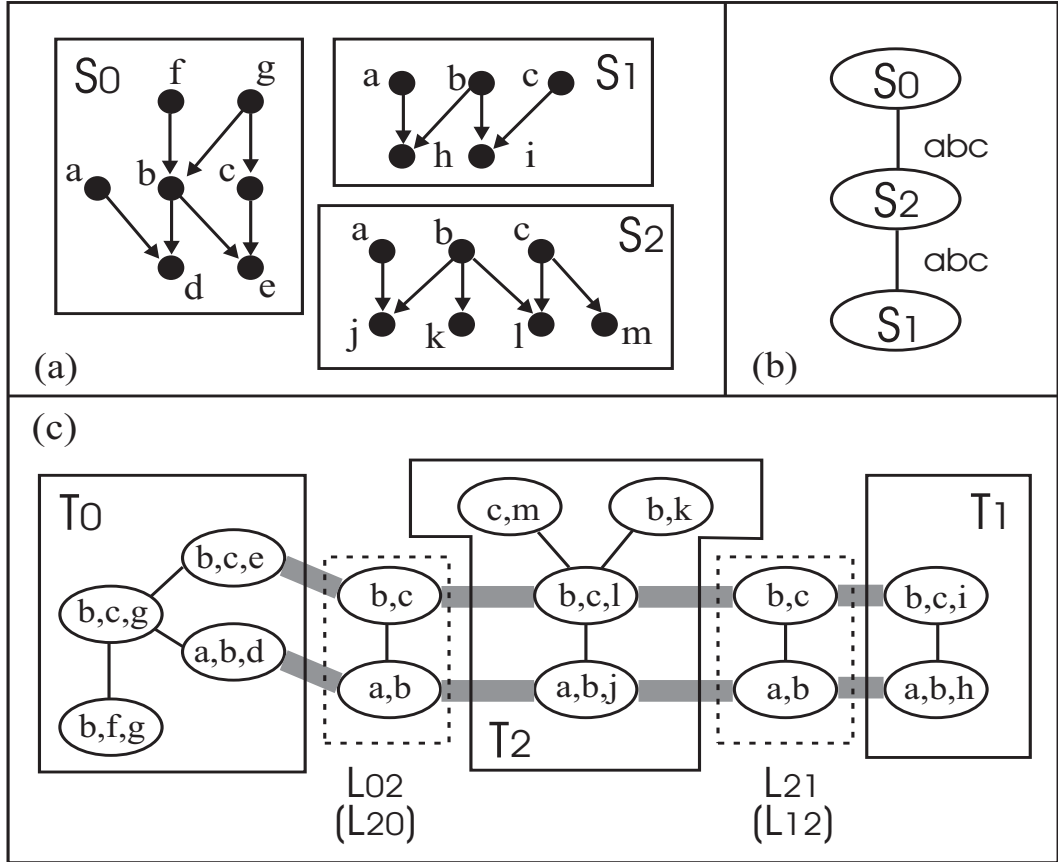 S0
f
g
a
b
c
d
e
S1
a
b
c
h
i
S2
a
b
c
j
k
l
m
(a)
S0
abc
S2
abc
S1
(b)
(c)
T0
b,c,e
b,c,g
a,b,d
b,f,g
b,c
a,b
L02
(L20)
c,m
b,k
b,c,l
a,b,j
T2
b,c
a,b
L21
(L12)
T1
b,c,i
a,b,h